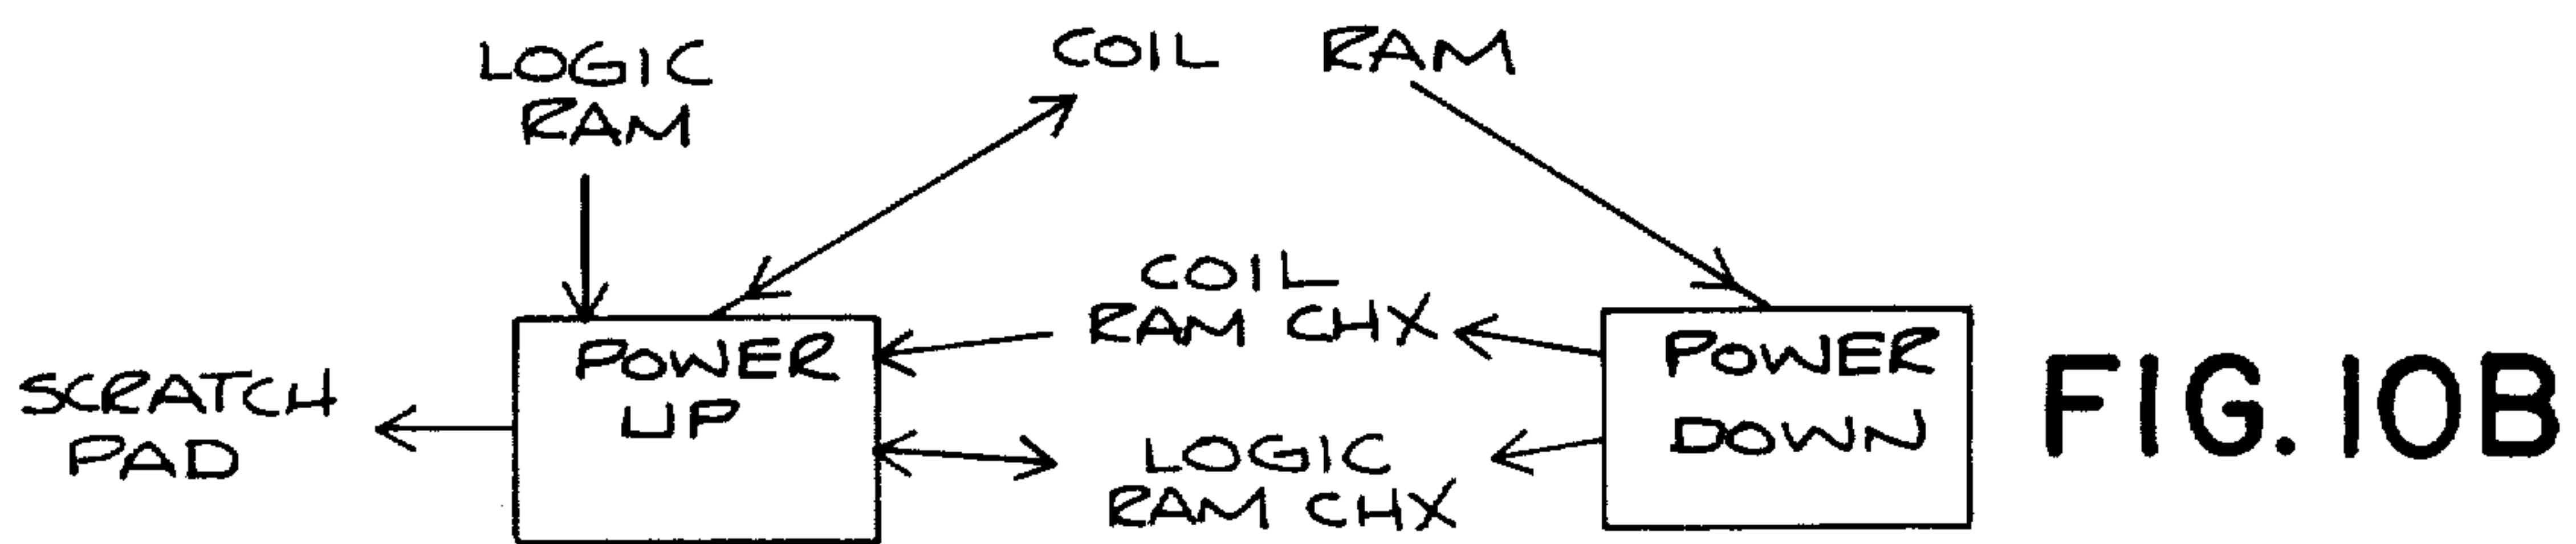 LOGIC
RAM
COIL RAM
COIL
RAM CHX
POWER
UP
POWER
DOWN
SCRATCH
PAD
LOGIC
RAM CHX
FIG. 10B